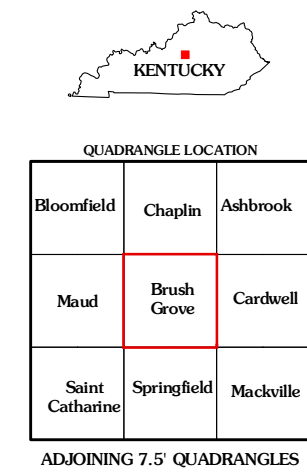 KENTUCKY
QUADRANGLE LOCATION
Bloomfield
Chaplin
Ashbrook
Maud
Brush
Grove
Cardwell
Saint
Catharine
Springfield
Mackville
ADJOINING 7.5' QUADRANGLES